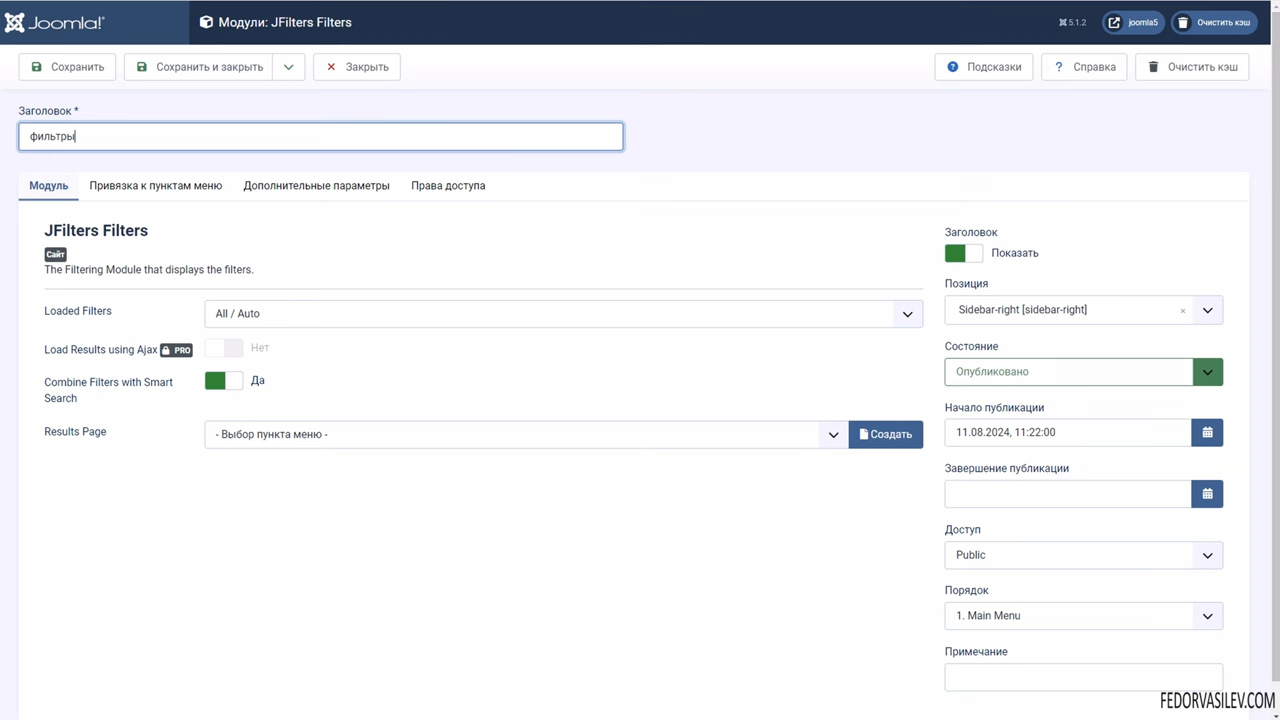 Joomla!
Модули: JFilters Filters
5.1.2
joomla5
Очистить кэш
Сохранить
Сохранить и закрыть
Закрыть
Подсказки
Справка
Очистить кэш
Заголовок *
фильтры
Модуль
Привязка к пунктам меню
Дополнительные параметры
Права доступа
JFilters Filters
Сайт
The Filtering Module that displays the filters.
Loaded Filters
All / Auto
Load Results using Ajax PRO
Нет
Combine Filters with Smart
Search
Да
Results Page
- Выбор пункта меню -
Создать
Заголовок
Показать
Позиция
Sidebar-right [sidebar-right]
Состояние
Опубликовано
Начало публикации
11.08.2024, 11:22:00
Завершение публикации
Доступ
Public
Порядок
1. Main Menu
Примечание
FEDORVASILEV.COM